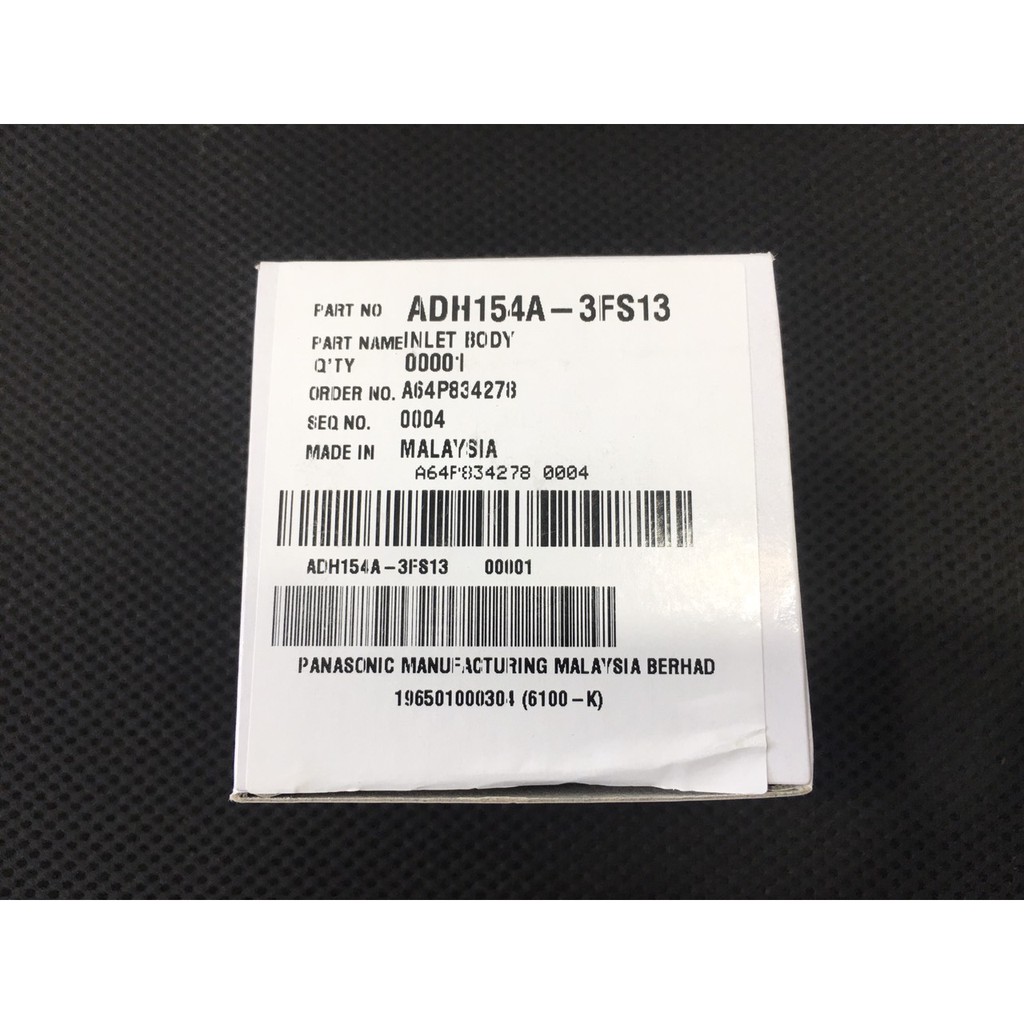 PART NO ADH154A-3FS13
PART NAME INLET BODY
Q'TY 00001
ORDER NO. A64P834278
SEQ NO. 0004
MADE IN MALAYSIA
A64P834278 0004
ADH154A-3FS13 00001
PANASONIC MANUFACTURING MALAYSIA BERHAD
196501000304 (6100-K)